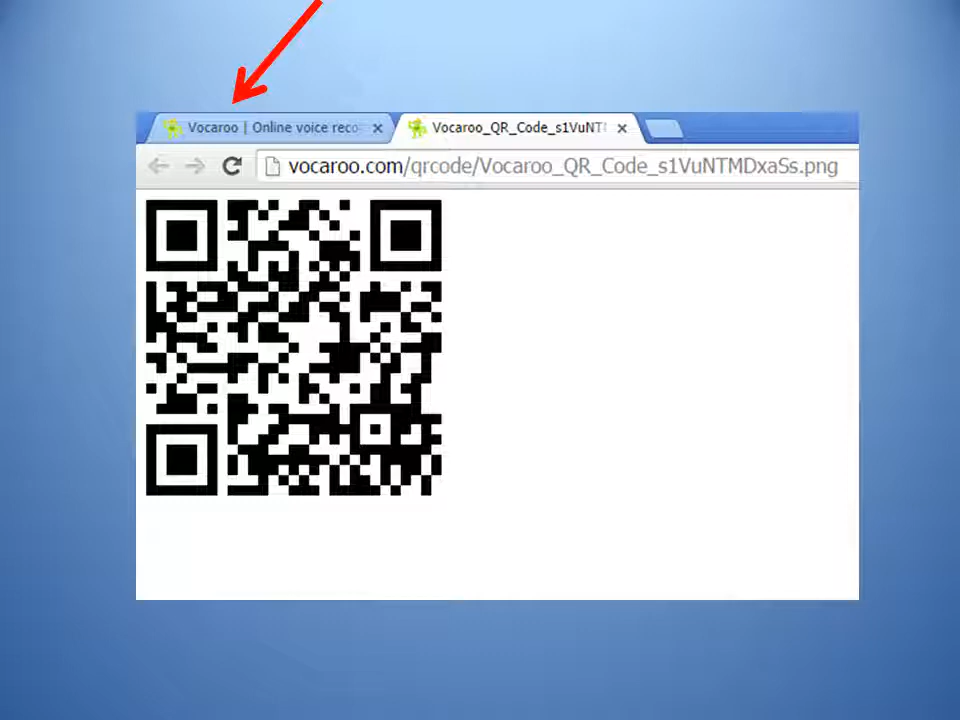 Vocaroo | Online voice reco
Vocaroo_QR_Code_s1VuNT
vocaroo.com/qrcode/Vocaroo_QR_Code_s1VuNTMDxaSs.png